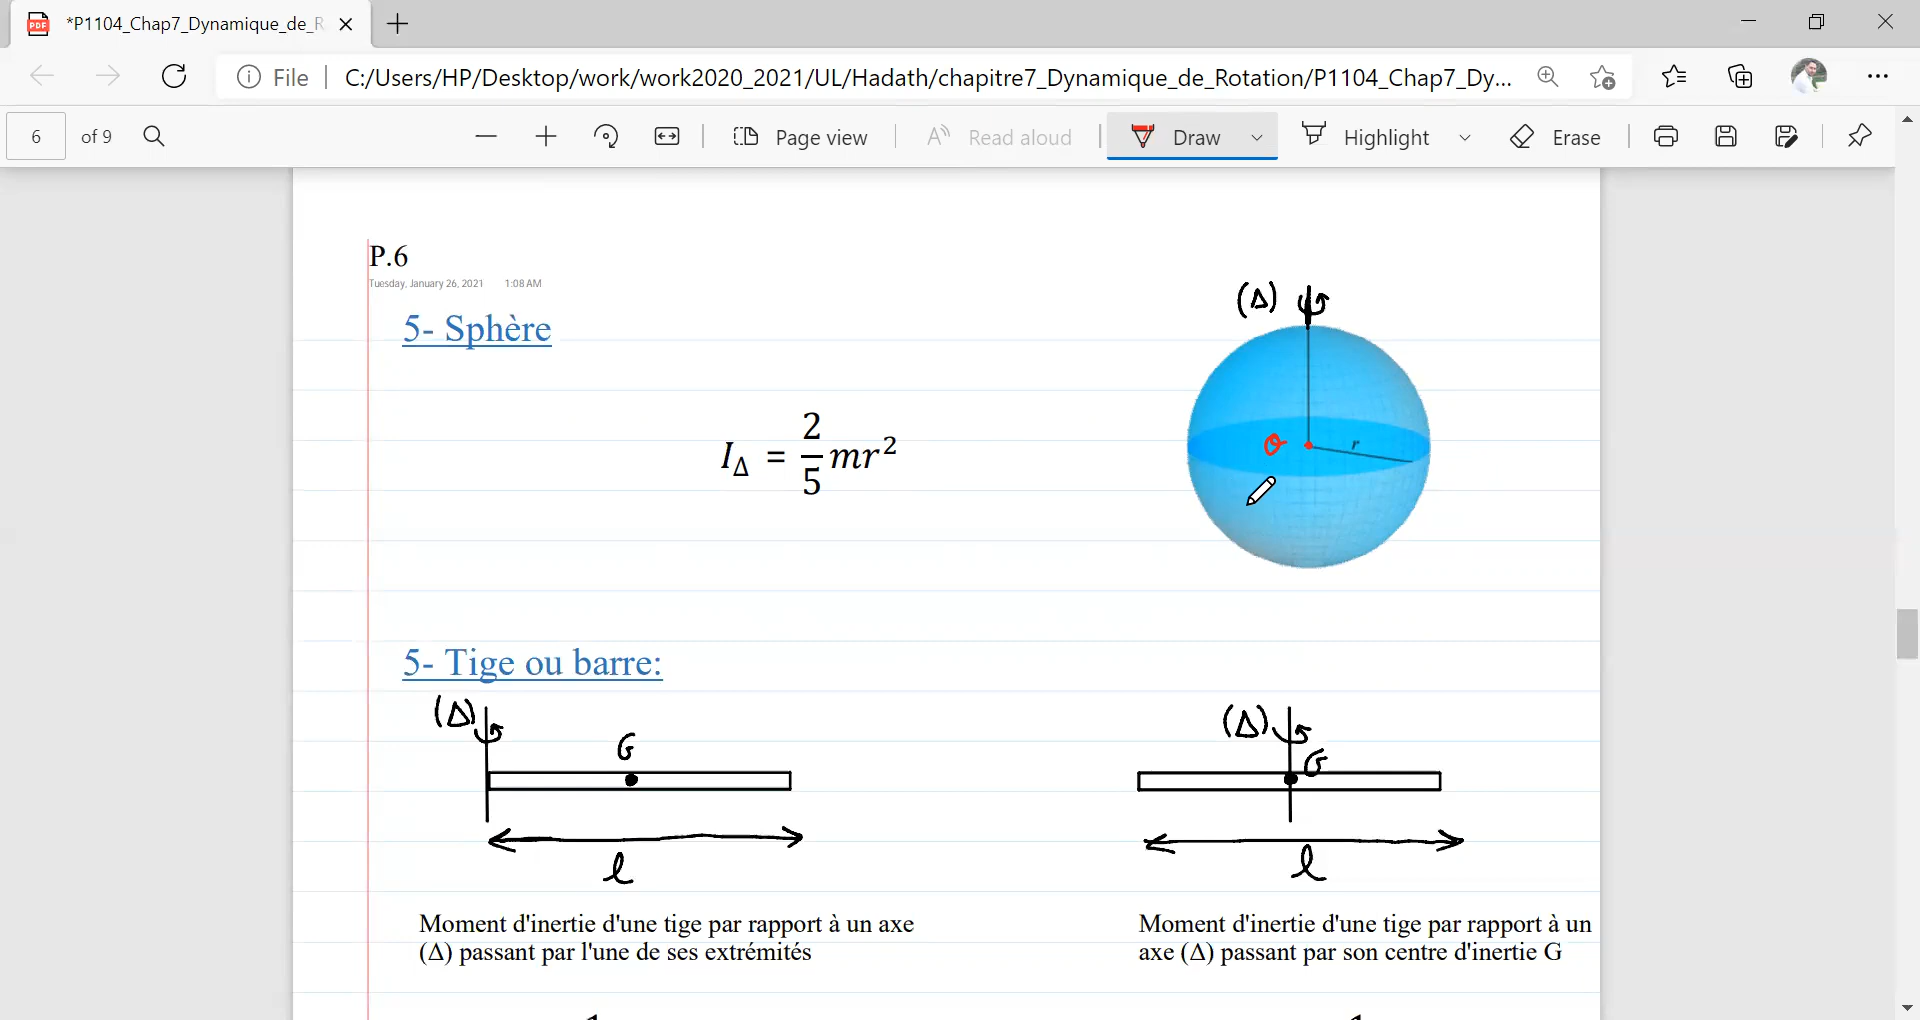 *P1104_Chap7_Dynamique_de_R
File
C:/Users/HP/Desktop/work/work2020_2021/UL/Hadath/chapitre7_Dynamique_de_Rotation/P1104_Chap7_Dy...
6 of 9
Page view
Read aloud
Draw
Highlight
Erase
P.6
Tuesday, January 26, 2021 1:08 AM
(Δ)
5- Sphère
I_Δ = 2/5 mr²
O
r
5- Tige ou barre:
(Δ)
G
l
(Δ)
G
l
Moment d'inertie d'une tige par rapport à un axe
(Δ) passant par l'une de ses extrémités
Moment d'inertie d'une tige par rapport à un
axe (Δ) passant par son centre d'inertie G